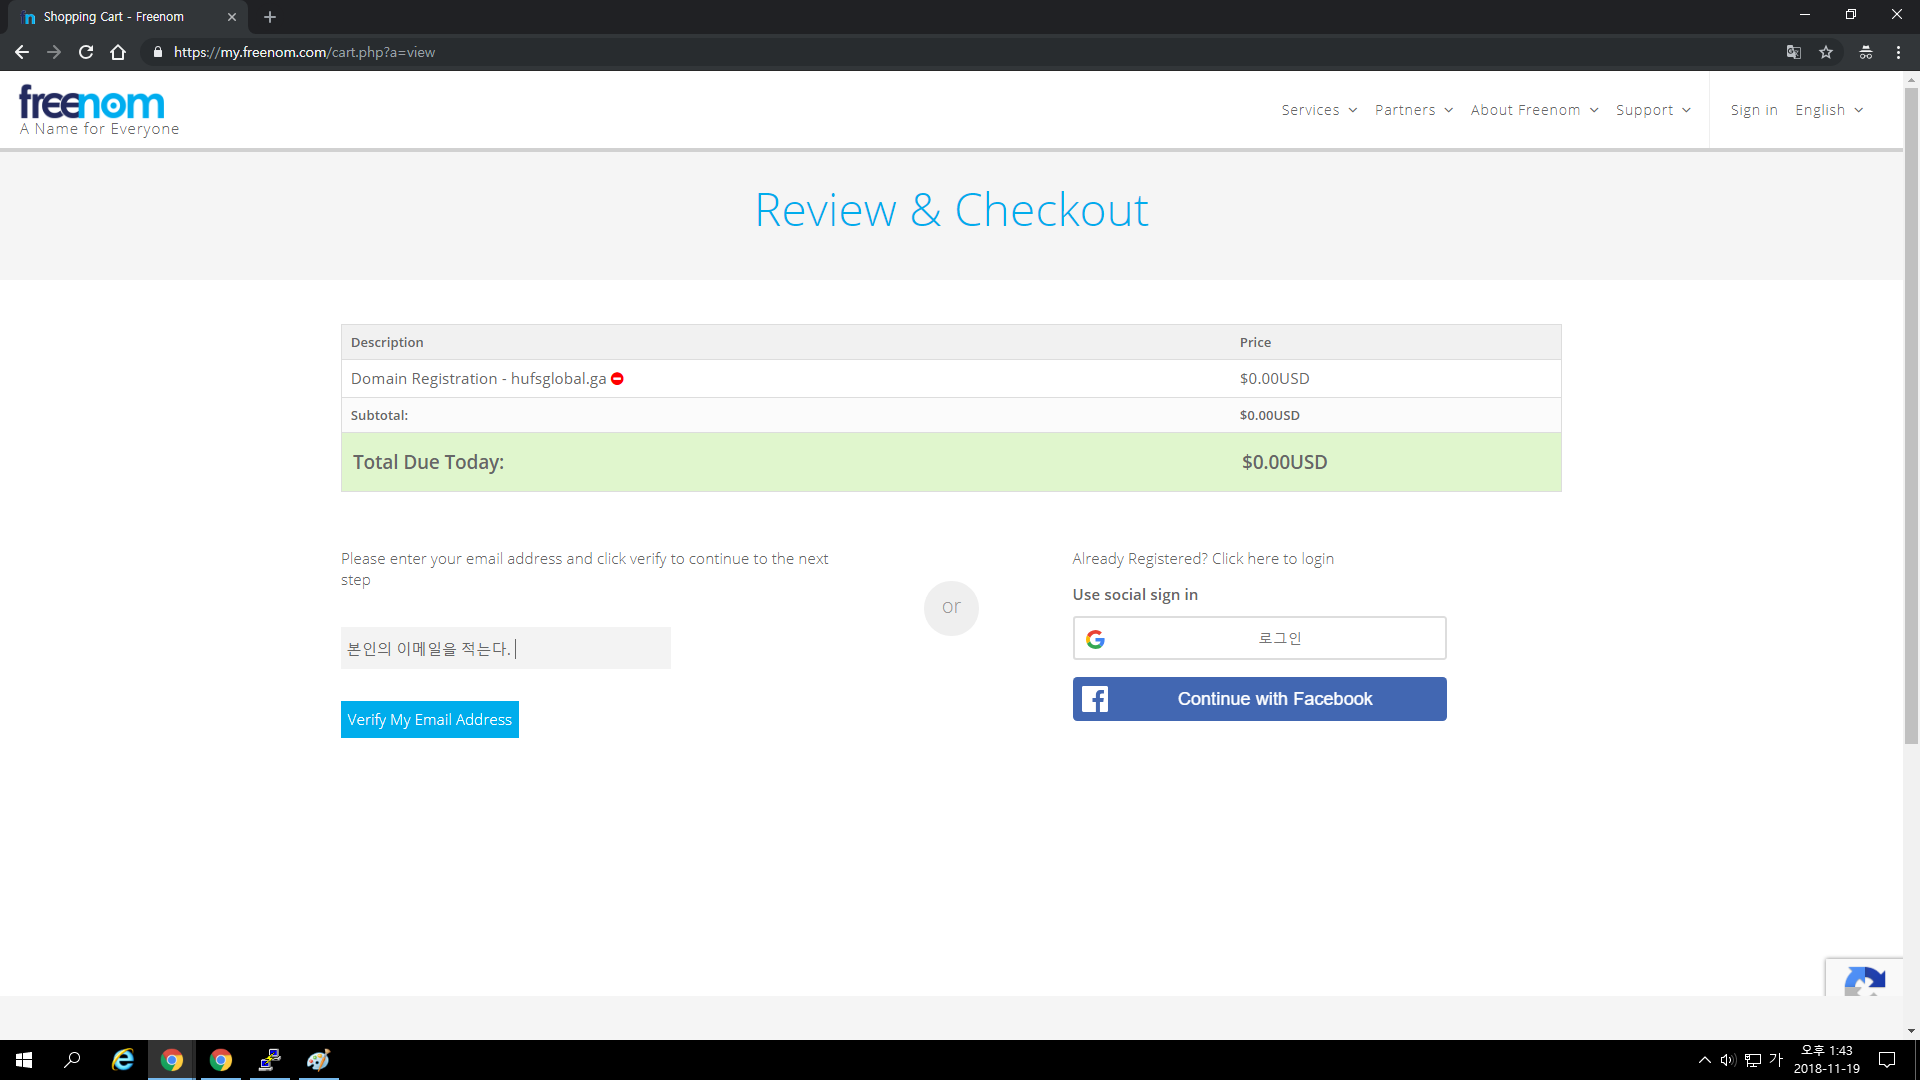 Shopping Cart - Freenom
https://my.freenom.com/cart.php?a=view
freenom
A Name for Everyone
Services Partners About Freenom Support Sign in English
Review & Checkout
Description Price
Domain Registration - hufsglobal.ga $0.00USD
Subtotal: $0.00USD
Total Due Today: $0.00USD
Please enter your email address and click verify to continue to the next
step
본인의 이메일을 적는다.
Verify My Email Address
or
Already Registered? Click here to login
Use social sign in
로그인
Continue with Facebook
가
오후 1:43
2018-11-19